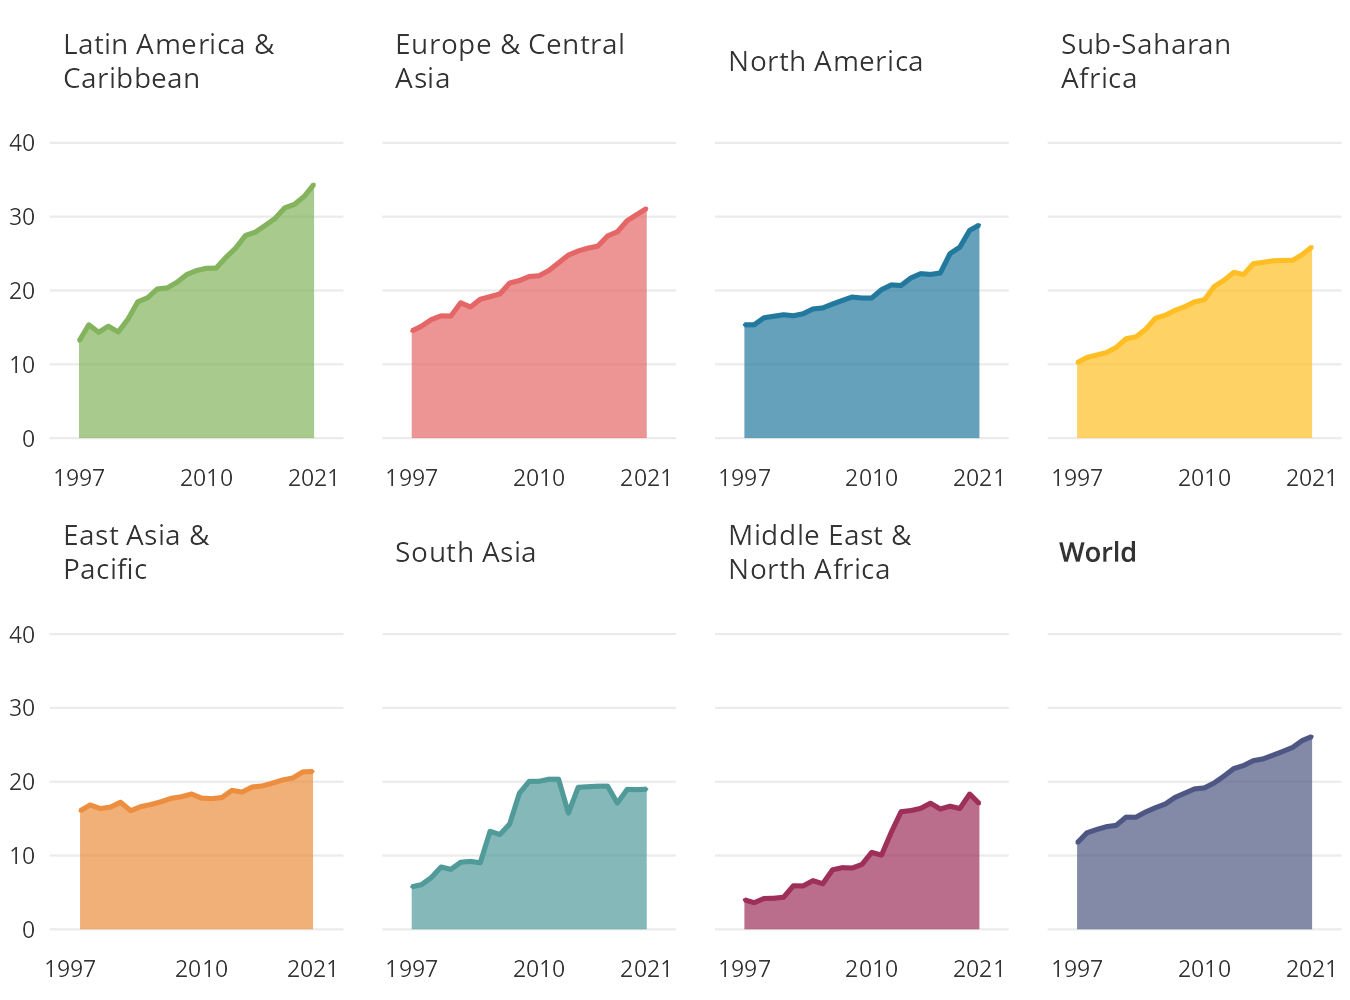 Latin America &
Caribbean
Europe & Central
Asia
North America
Sub-Saharan
Africa
40
30
20
10
0
1997 2010 2021
1997 2010 2021
1997 2010 2021
1997 2010 2021
East Asia &
Pacific
South Asia
Middle East &
North Africa
World
40
30
20
10
0
1997 2010 2021
1997 2010 2021
1997 2010 2021
1997 2010 2021